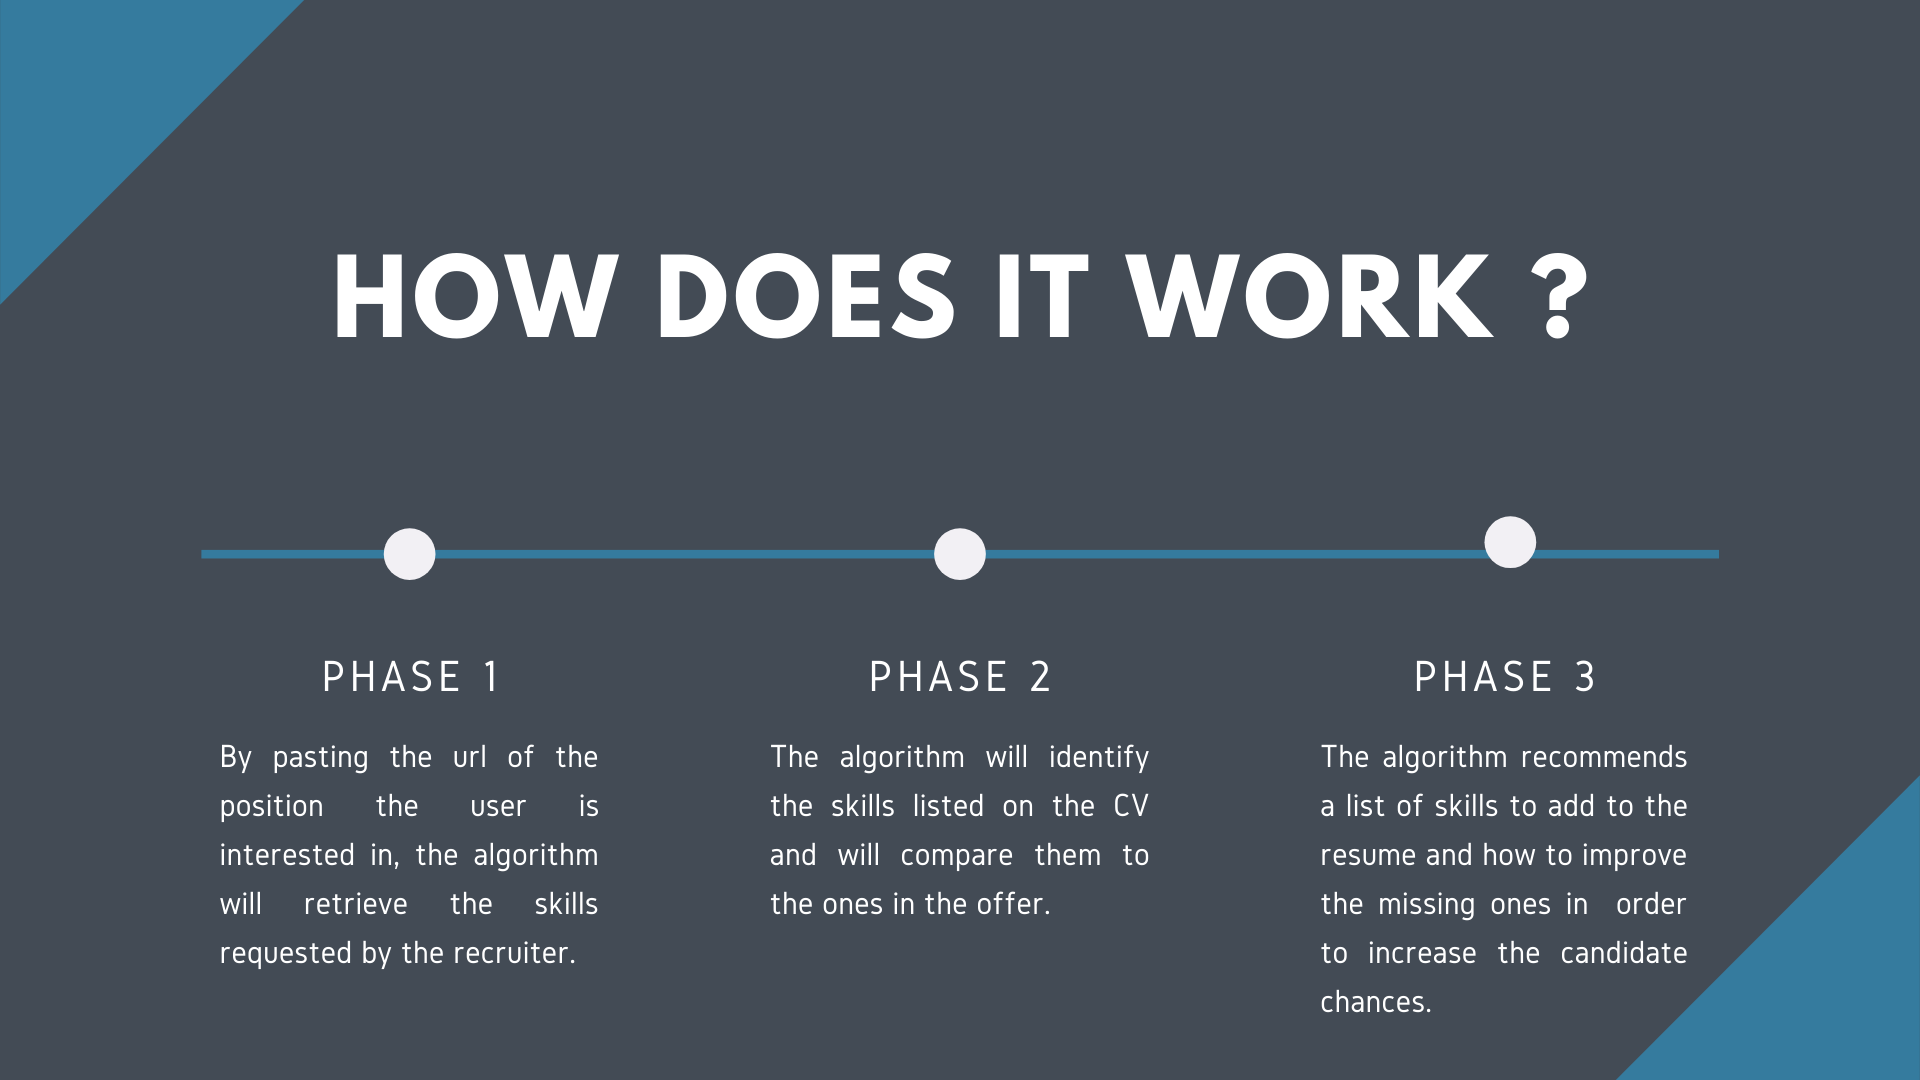 HOW DOES IT WORK ?
PHASE 1
By pasting the url of the
position the user is
interested in, the algorithm
will retrieve the skills
requested by the recruiter.
PHASE 2
The algorithm will identify
the skills listed on the CV
and will compare them to
the ones in the offer.
PHASE 3
The algorithm recommends
a list of skills to add to the
resume and how to improve
the missing ones in order
to increase the candidate
chances.